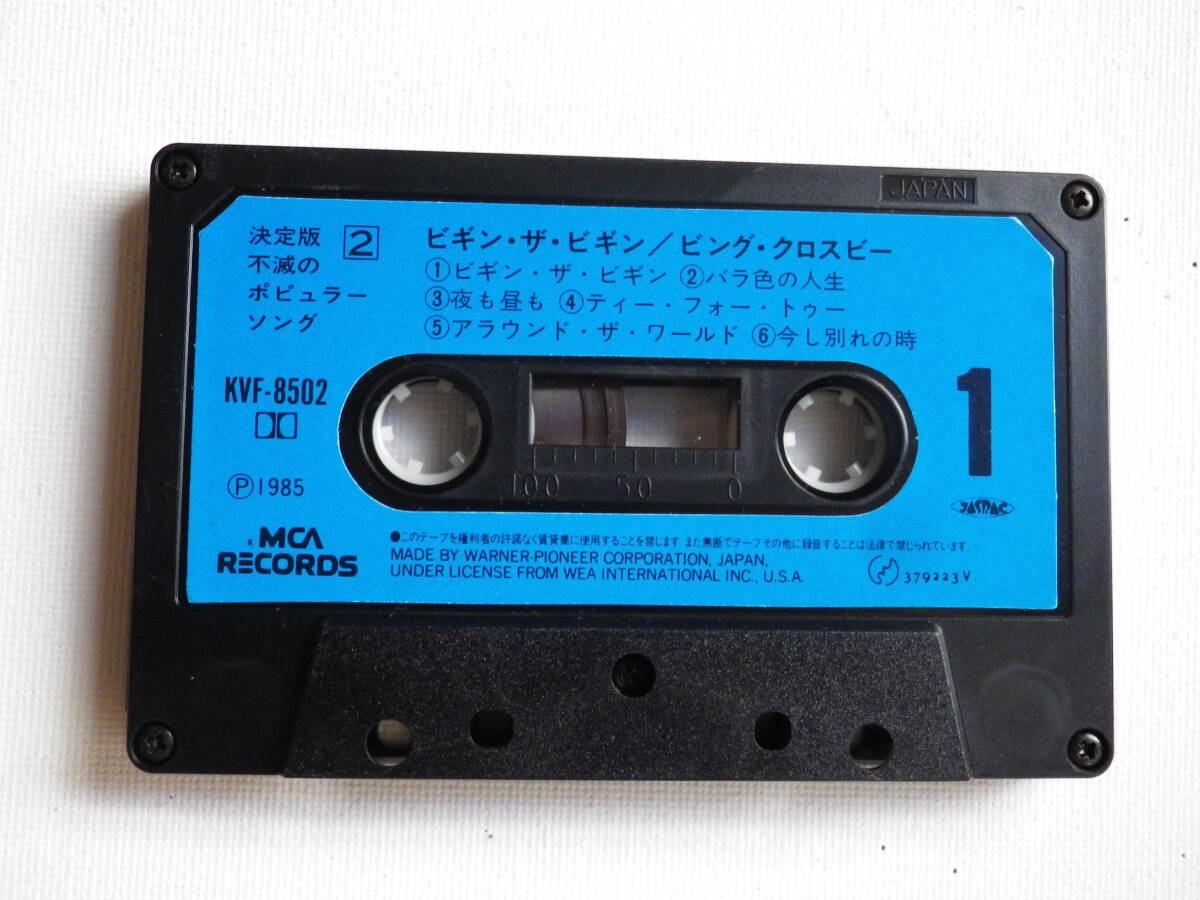 JAPAN
決定版 2
不滅の
ポピュラー
ソング
ビギン・ザ・ビギン/ビング・クロスビー
①ビギン・ザ・ビギン ②バラ色の人生
③夜も昼も ④ティー・フォー・トゥー
⑤アラウンド・ザ・ワールド ⑥今し別れの時
KVF-8502
1
100 50 0
Ⓟ1985
JASRAC
MCA
RECORDS
●このテープを権利者の許諾なく賃貸業に使用することを禁じます。また無断でテープその他に録音することは法律で禁じられています。
MADE BY WARNER-PIONEER CORPORATION, JAPAN,
UNDER LICENSE FROM WEA INTERNATIONAL INC., U.S.A.
379223V